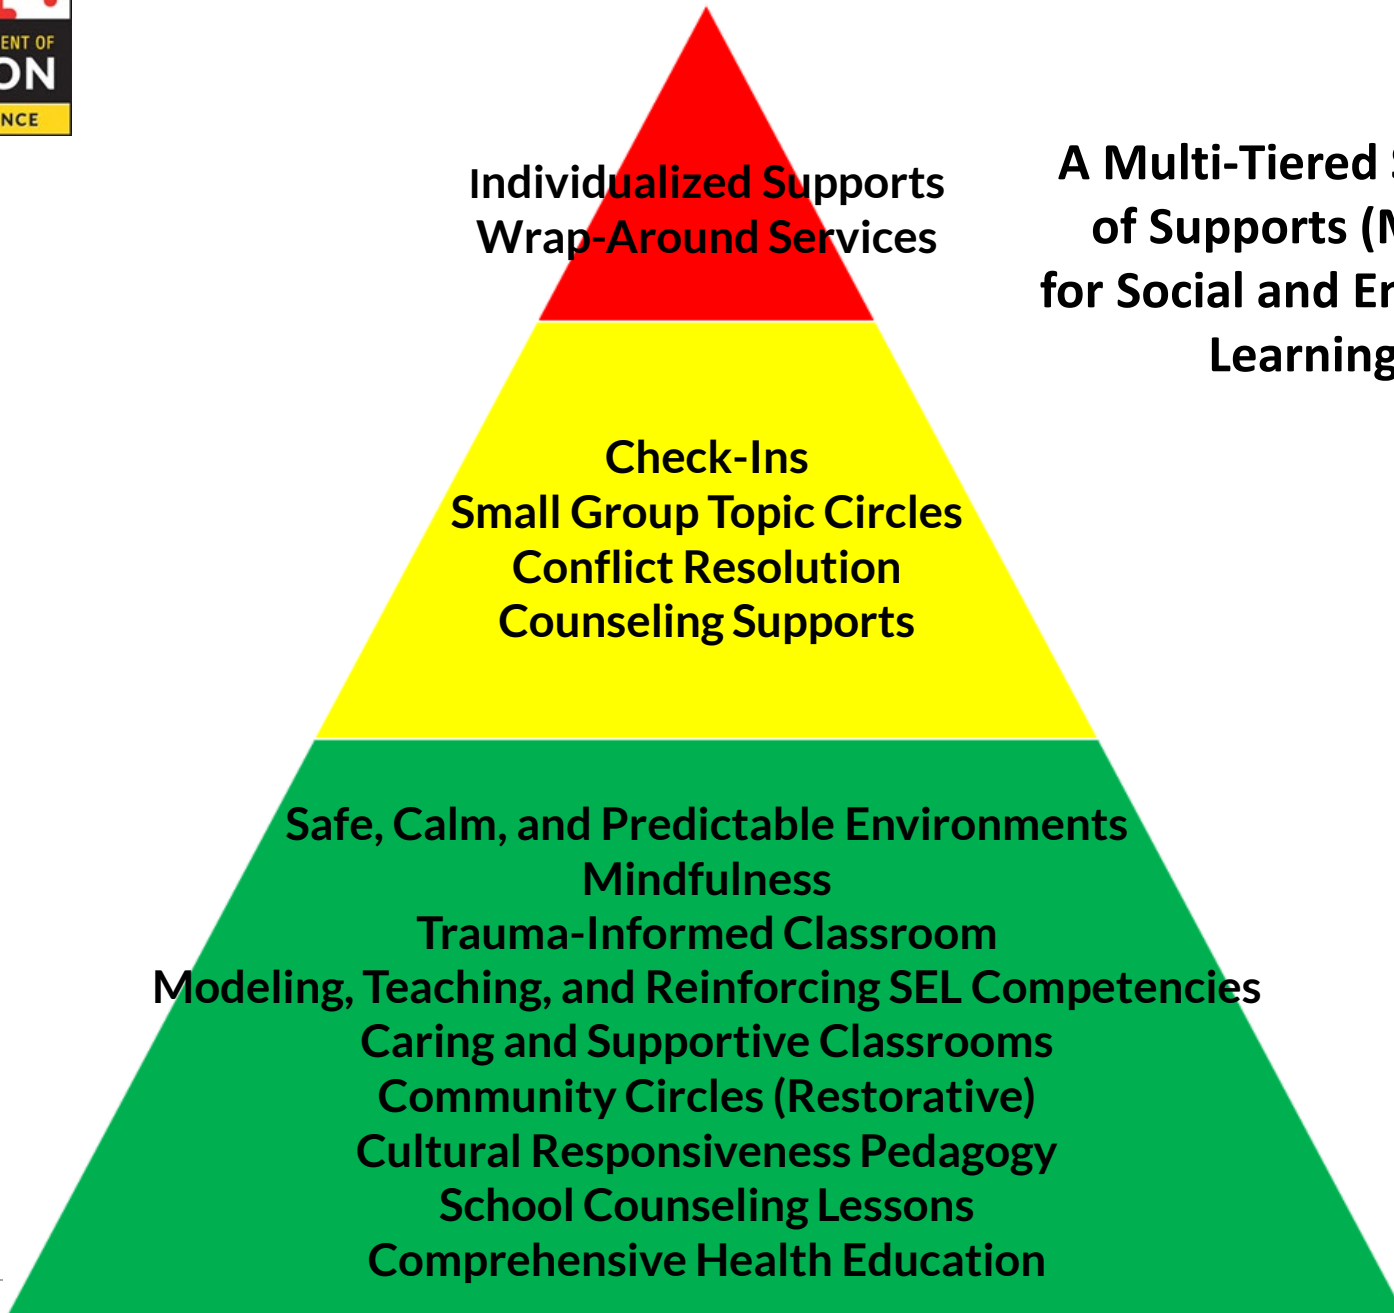 ENT OF
ON
NCE
A Multi-Tiered
of Supports (
for Social and
Learning
Individualized Supports
Wrap-Around Services
Check-Ins
Small Group Topic Circles
Conflict Resolution
Counseling Supports
Safe, Calm, and Predictable Environments
Mindfulness
Trauma-Informed Classroom
Modeling, Teaching, and Reinforcing SEL Competencies
Caring and Supportive Classrooms
Community Circles (Restorative)
Cultural Responsiveness Pedagogy
School Counseling Lessons
Comprehensive Health Education